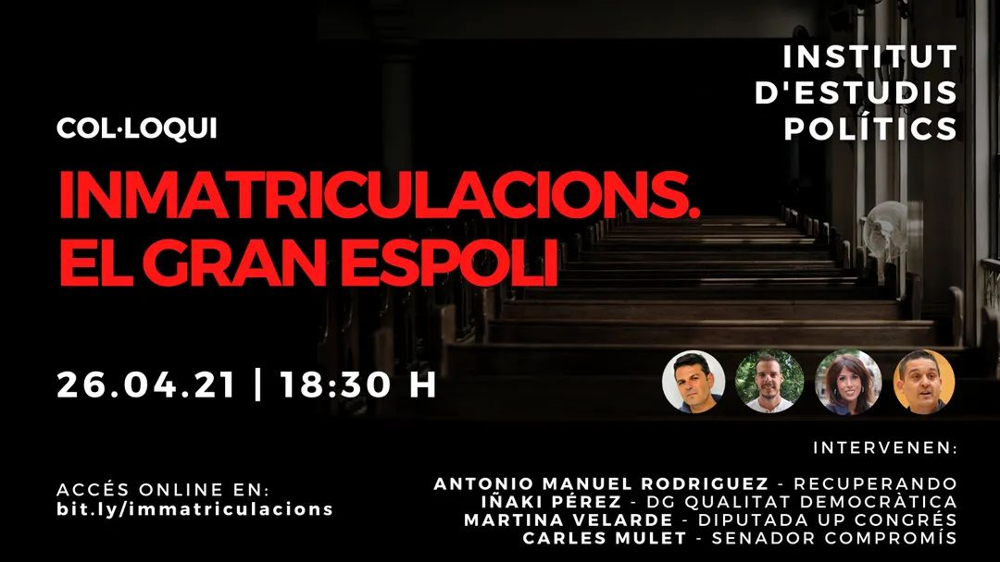 INSTITUT
D'ESTUDIS
POLÍTICS
COL·LOQUI
INMATRICULACIONS.
EL GRAN ESPOLI
26.04.21 | 18:30 H
ACCÉS ONLINE EN:
bit.ly/immatriculacions
INTERVENEN:
ANTONIO MANUEL RODRIGUEZ - RECUPERANDO
IÑAKI PÉREZ - DG QUALITAT DEMOCRÀTICA
MARTINA VELARDE - DIPUTADA UP CONGRÉS
CARLES MULET - SENADOR COMPROMÍS